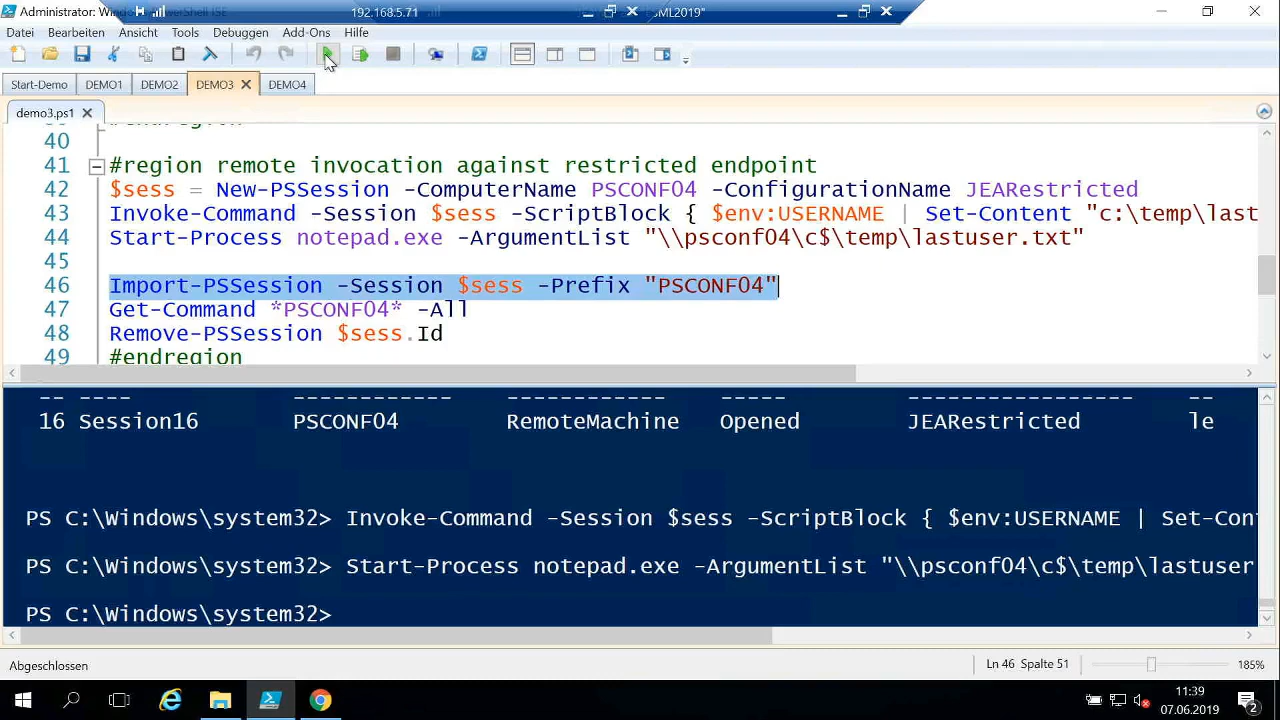 Administrator: Windows PowerShell ISE
192.168.5.71
SML2019"
Datei Bearbeiten Ansicht Tools Debuggen Add-Ons Hilfe
Start-Demo DEMO1 DEMO2 DEMO3 DEMO4
demo3.ps1
40
41 #region remote invocation against restricted endpoint
42 $sess = New-PSSession -ComputerName PSCONF04 -ConfigurationName JEARestricted
43 Invoke-Command -Session $sess -ScriptBlock { $env:USERNAME | Set-Content "c:\temp\last
44 Start-Process notepad.exe -ArgumentList "\\psconf04\c$\temp\lastuser.txt"
45
46 Import-PSSession -Session $sess -Prefix "PSCONF04"
47 Get-Command *PSCONF04* -All
48 Remove-PSSession $sess.Id
49 #endregion
-- ---- ------------ ------------ ----- ----------------- --
16 Session16 PSCONF04 RemoteMachine Opened JEARestricted le
PS C:\Windows\system32> Invoke-Command -Session $sess -ScriptBlock { $env:USERNAME | Set-Con
PS C:\Windows\system32> Start-Process notepad.exe -ArgumentList "\\psconf04\c$\temp\lastuser
PS C:\Windows\system32>
Abgeschlossen
Ln 46 Spalte 51
185%
11:39
07.06.2019
2